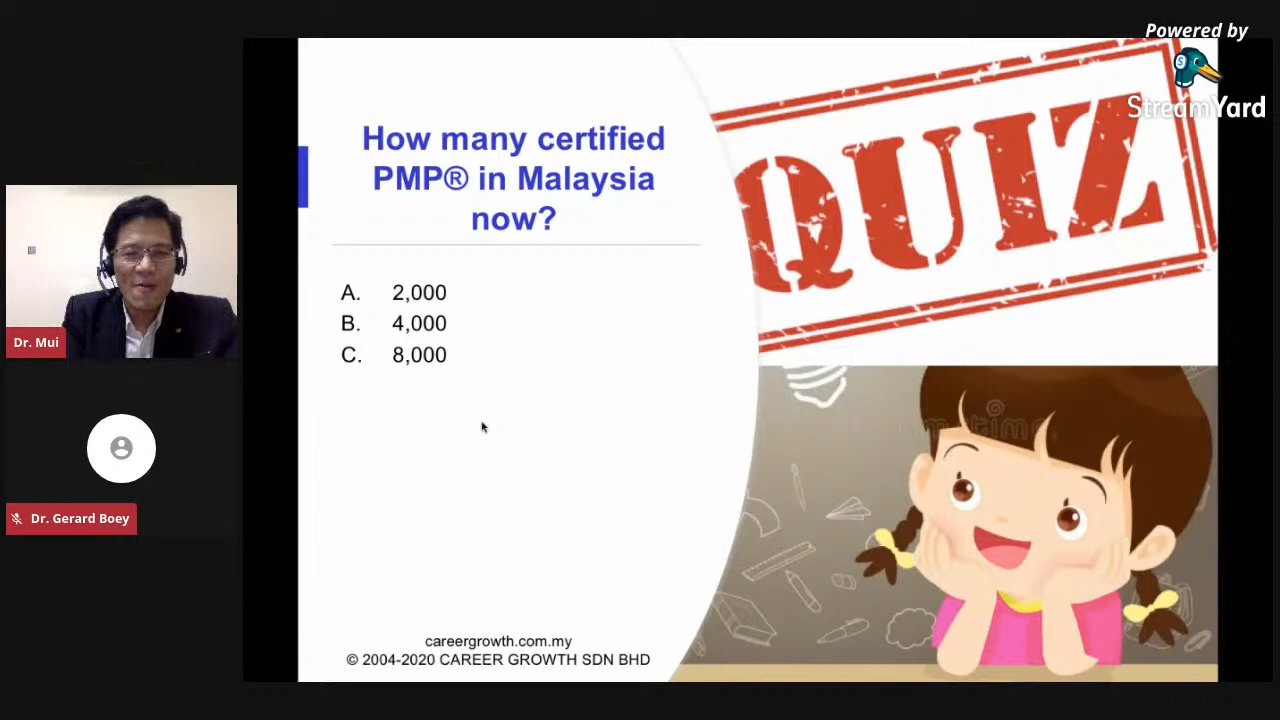 Powered by
StreamYard
QUIZ
How many certified
PMP® in Malaysia
now?
A. 2,000
B. 4,000
C. 8,000
Dr. Mui
Dr. Gerard Boey
careergrowth.com.my
© 2004-2020 CAREER GROWTH SDN BHD